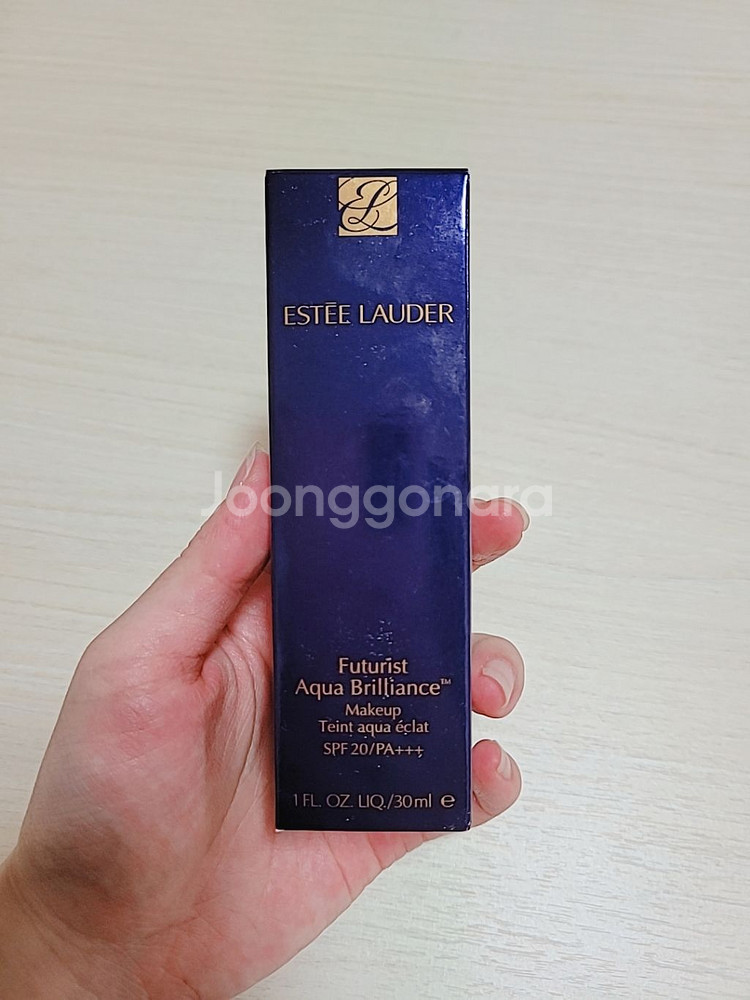 ESTĒE LAUDER
Joonggonara
Futurist
Aqua Brilliance™
Makeup
Teint aqua éclat
SPF 20/PA+++
1 FL. OZ. LIQ./30ml ℮